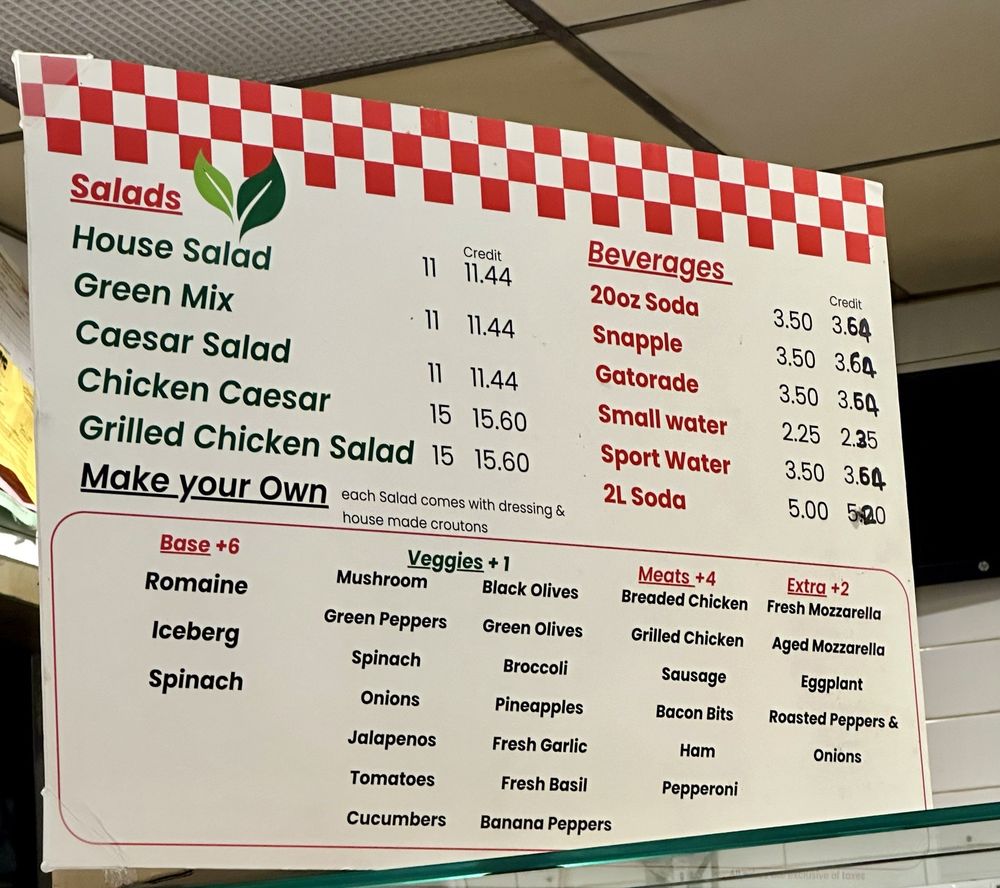 Salads
Credit
House Salad 11 11.44
Green Mix 11 11.44
Caesar Salad 11 11.44
Chicken Caesar 15 15.60
Grilled Chicken Salad 15 15.60
Beverages
Credit
20oz Soda 3.50 3.64
Snapple 3.50 3.64
Gatorade 3.50 3.64
Small water 2.25 2.35
Sport Water 3.50 3.64
2L Soda 5.00 5.20
Make your Own each Salad comes with dressing &
house made croutons
Base +6
Romaine
Iceberg
Spinach
Veggies +1
Mushroom
Green Peppers
Spinach
Onions
Jalapenos
Tomatoes
Cucumbers
Black Olives
Green Olives
Broccoli
Pineapples
Fresh Garlic
Fresh Basil
Banana Peppers
Meats +4
Breaded Chicken
Grilled Chicken
Sausage
Bacon Bits
Ham
Pepperoni
Extra +2
Fresh Mozzarella
Aged Mozzarella
Eggplant
Roasted Peppers &
Onions
exclusive of taxes